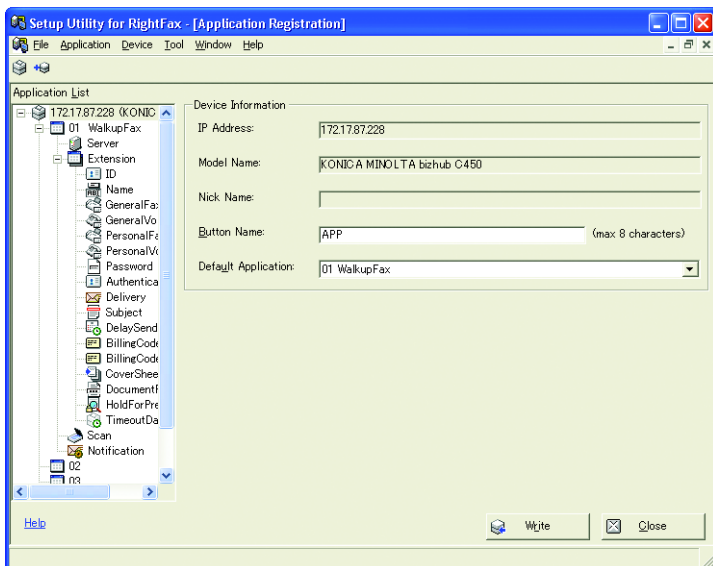 Setup Utility for RightFax - [Application Registration]
File Application Device Tool Window Help
Application List
172.17.87.228 (KONIC
01 WalkupFax
Server
Extension
ID
Name
GeneralFa
GeneralVo
PersonalFa
PersonalVo
Password
Authentica
Delivery
Subject
DelaySend
BillingCode
BillingCode
CoverShee
DocumentF
HoldForPre
TimeoutDa
Scan
Notification
02
03
Device Information
IP Address: 172.17.87.228
Model Name: KONICA MINOLTA bizhub C450
Nick Name:
Button Name: APP (max 8 characters)
Default Application: 01 WalkupFax
Help
Write Close